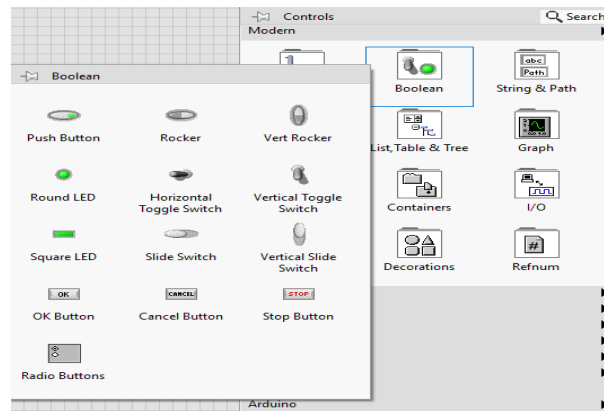 Controls
Search
Modern
Boolean
String & Path
List, Table & Tree
Graph
Containers
I/O
Decorations
Refnum
Arduino
Boolean
Push Button
Rocker
Vert Rocker
Round LED
Horizontal
Toggle Switch
Vertical Toggle
Switch
Square LED
Slide Switch
Vertical Slide
Switch
OK
CANCEL
STOP
OK Button
Cancel Button
Stop Button
Radio Buttons
abc
Path
#
1